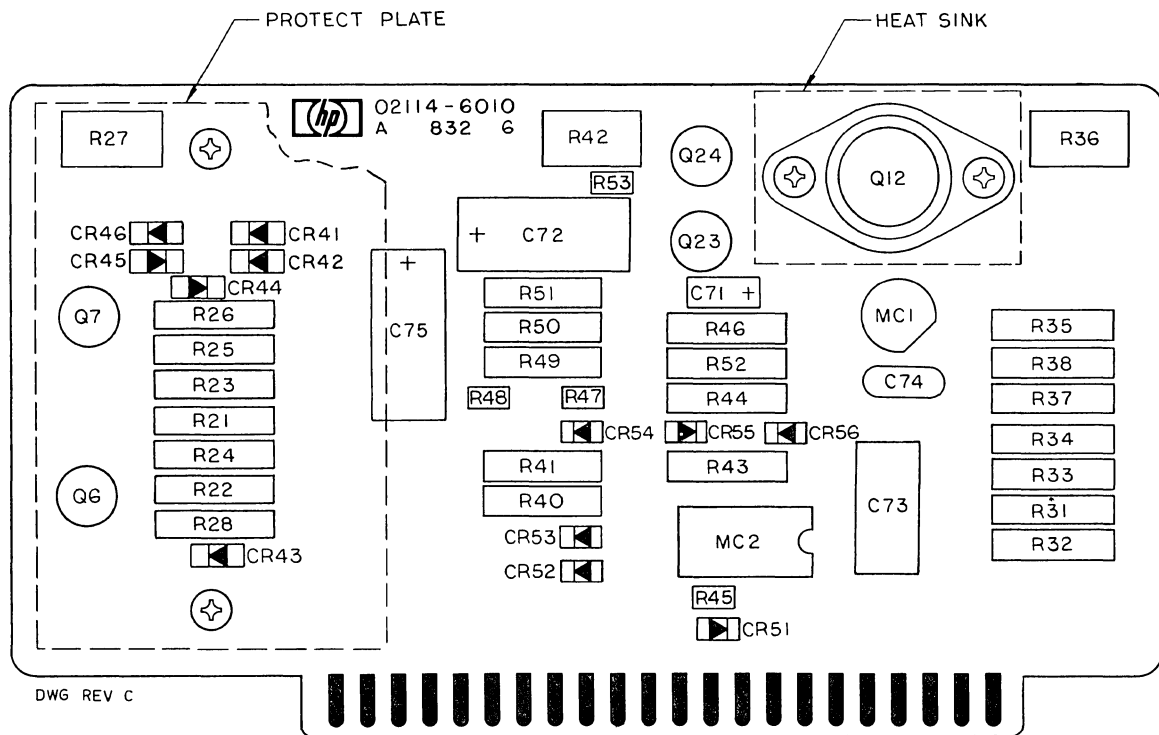 PROTECT PLATE
HEAT SINK
hp
02114-6010
A 832 6
R27
R42
Q24
Q12
R36
R53
CR46
CR41
C72
Q23
CR45
CR42
CR44
R51
C71
Q7
R26
C75
R50
R46
MC1
R35
R25
R49
R52
R38
R23
R48
R47
R44
C74
R37
R21
CR54
CR55
CR56
R34
R24
R41
R43
R33
Q6
R22
R40
C73
R31
R28
CR53
MC2
R32
CR43
CR52
R45
CR51
DWG REV C